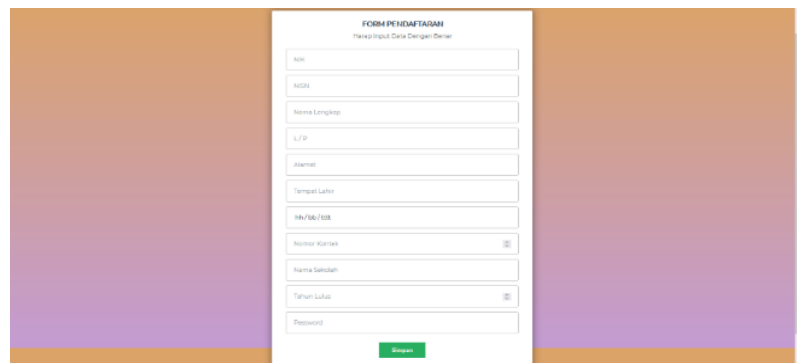 FORM PENDAFTARAN
Harap Input Data Dengan Benar
NIK
NISN
Nama Lengkap
L / P
Alamat
Tempat Lahir
hh / bb / tttt
Nomor Kontak
Nama Sekolah
Tahun Lulus
Password
Simpan